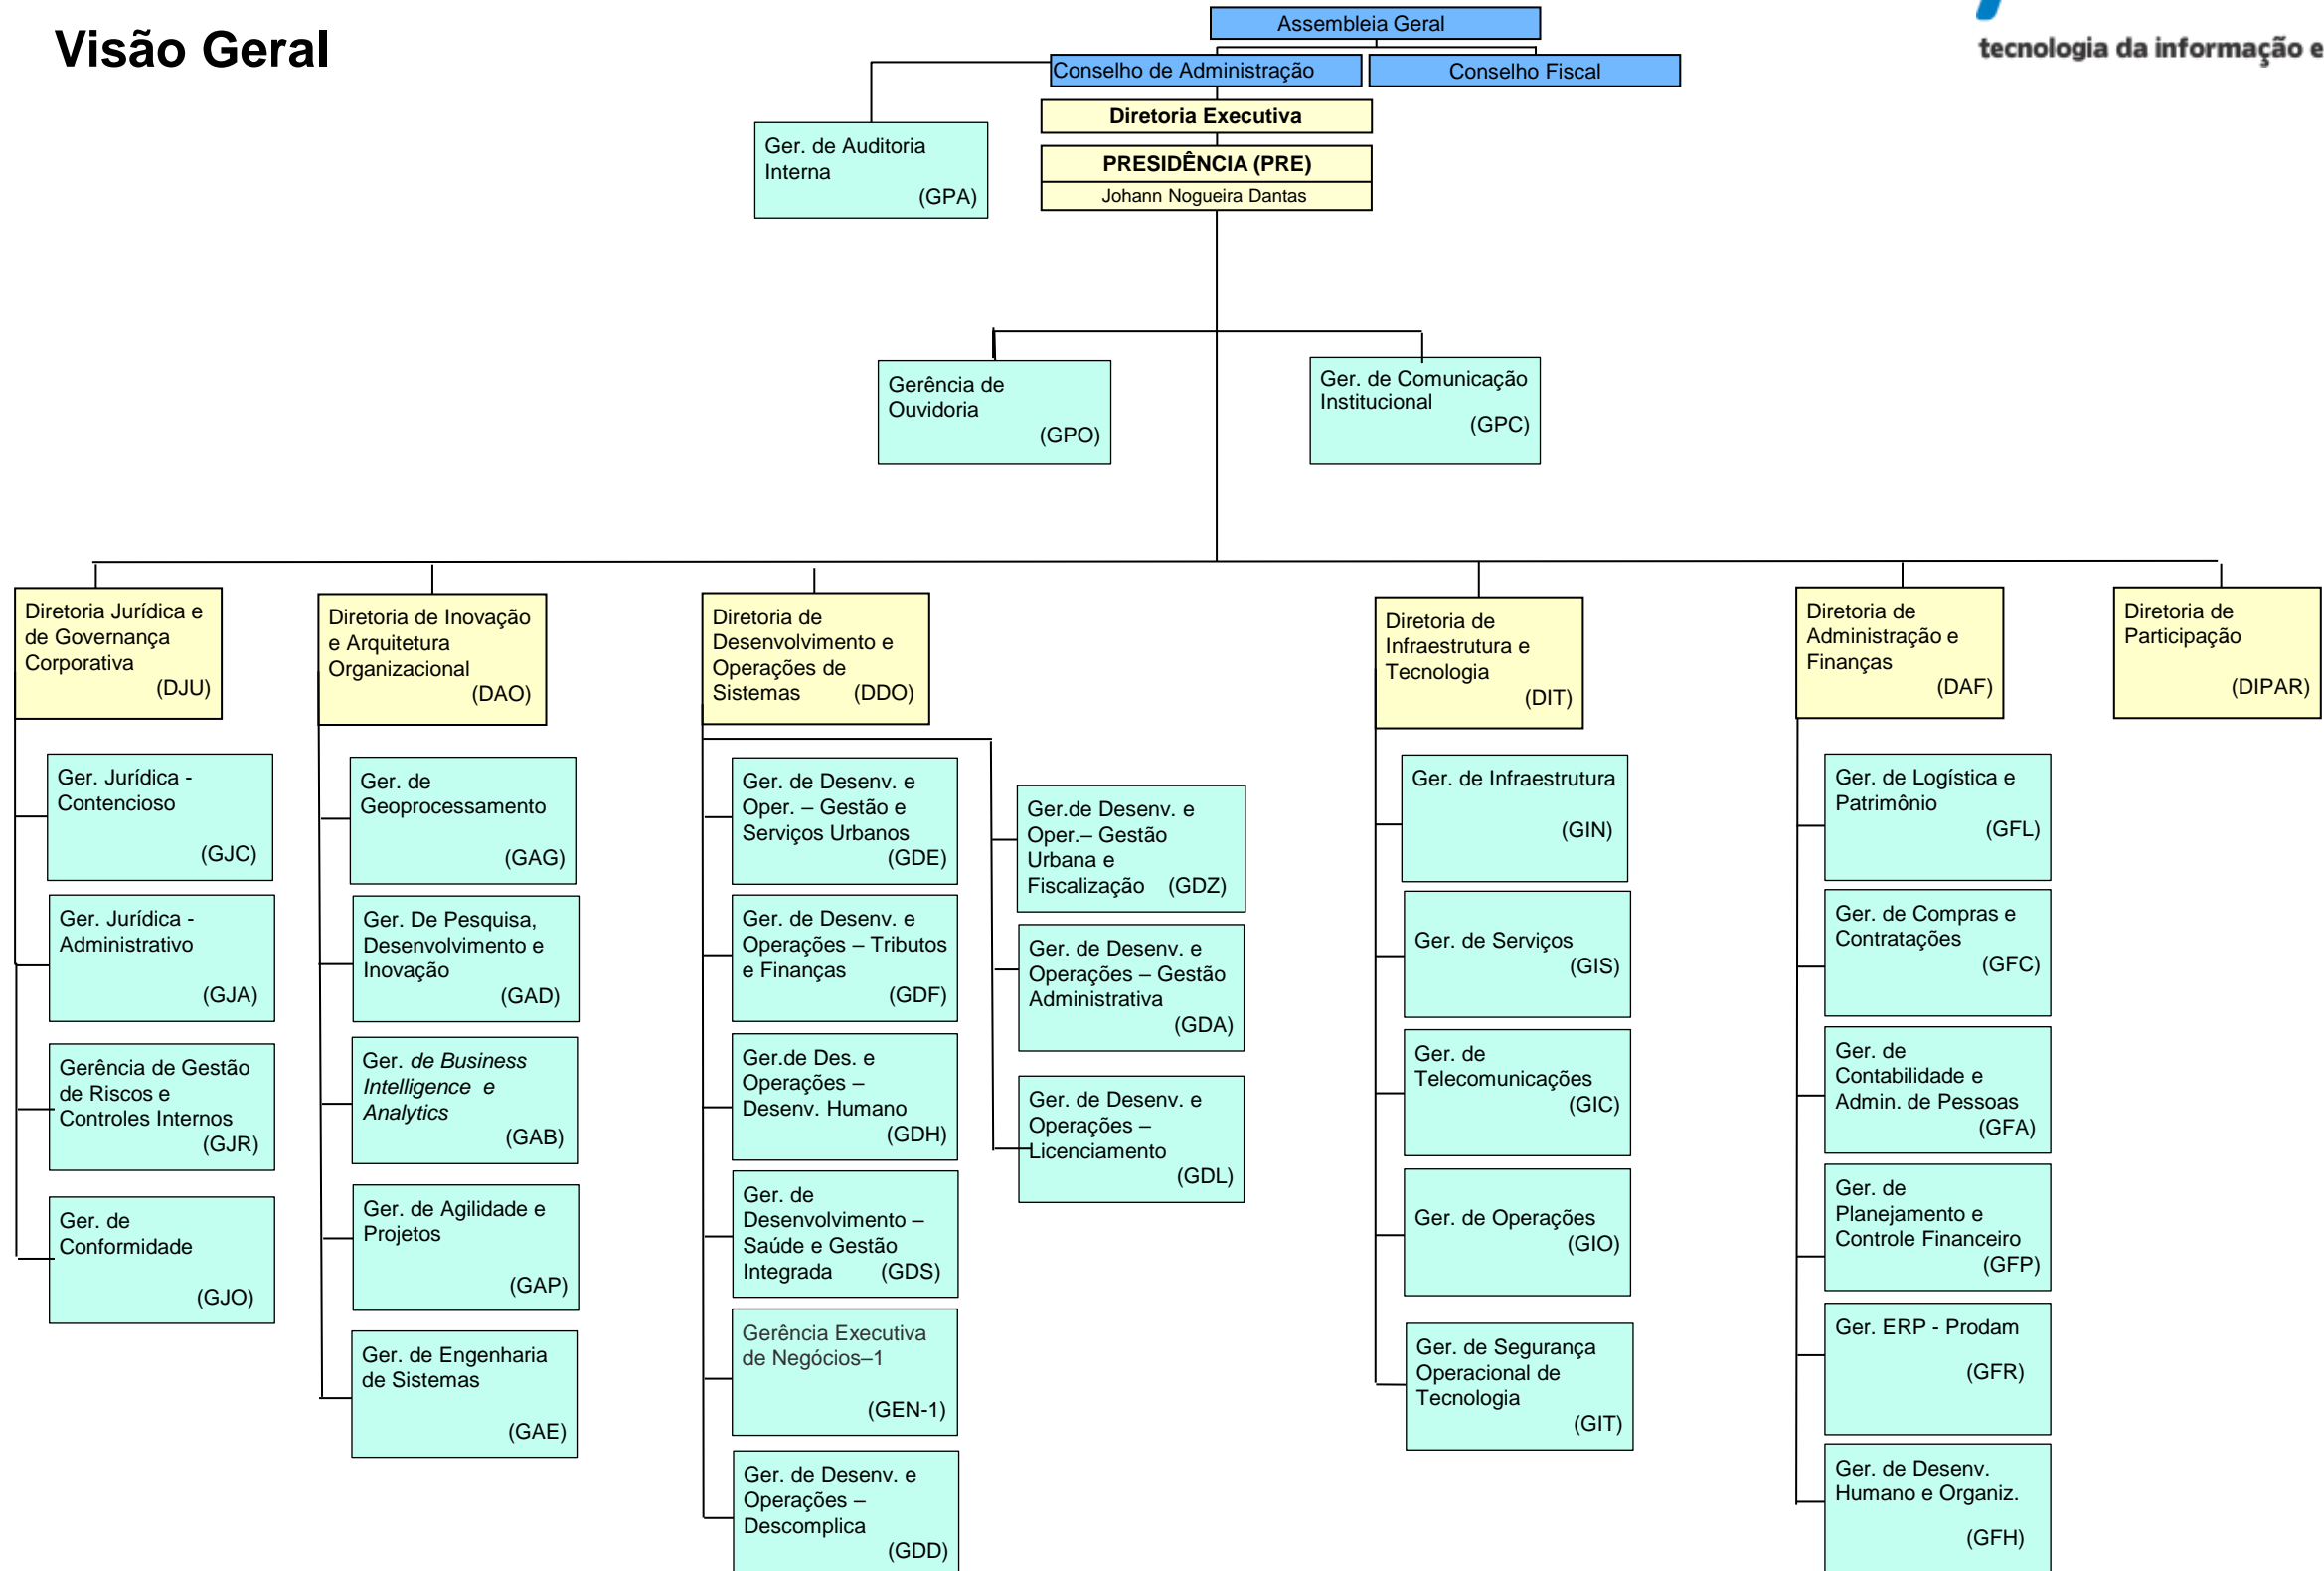 Visão Geral
tecnologia da informação e
Assembleia Geral
Conselho de Administração
Conselho Fiscal
Diretoria Executiva
PRESIDÊNCIA (PRE)
Johann Nogueira Dantas
Ger. de Auditoria
Interna
(GPA)
Gerência de
Ouvidoria
(GPO)
Ger. de Comunicação
Institucional
(GPC)
Diretoria Jurídica e
de Governança
Corporativa
(DJU)
Ger. Jurídica -
Contencioso
(GJC)
Ger. Jurídica -
Administrativo
(GJA)
Gerência de Gestão
de Riscos e
Controles Internos
(GJR)
Ger. de
Conformidade
(GJO)
Diretoria de Inovação
e Arquitetura
Organizacional
(DAO)
Ger. de
Geoprocessamento
(GAG)
Ger. De Pesquisa,
Desenvolvimento e
Inovação
(GAD)
Ger. de Business
Intelligence e
Analytics
(GAB)
Ger. de Agilidade e
Projetos
(GAP)
Ger. de Engenharia
de Sistemas
(GAE)
Diretoria de
Desenvolvimento e
Operações de
Sistemas (DDO)
Ger. de Desenv. e
Oper. – Gestão e
Serviços Urbanos
(GDE)
Ger. de Desenv. e
Operações – Tributos
e Finanças
(GDF)
Ger.de Des. e
Operações –
Desenv. Humano
(GDH)
Ger. de
Desenvolvimento –
Saúde e Gestão
Integrada (GDS)
Gerência Executiva
de Negócios–1
(GEN-1)
Ger. de Desenv. e
Operações –
Descomplica
(GDD)
Ger.de Desenv. e
Oper.– Gestão
Urbana e
Fiscalização (GDZ)
Ger. de Desenv. e
Operações – Gestão
Administrativa
(GDA)
Ger. de Desenv. e
Operações –
Licenciamento
(GDL)
Diretoria de
Infraestrutura e
Tecnologia
(DIT)
Ger. de Infraestrutura
(GIN)
Ger. de Serviços
(GIS)
Ger. de
Telecomunicações
(GIC)
Ger. de Operações
(GIO)
Ger. de Segurança
Operacional de
Tecnologia
(GIT)
Diretoria de
Administração e
Finanças
(DAF)
Ger. de Logística e
Patrimônio
(GFL)
Ger. de Compras e
Contratações
(GFC)
Ger. de
Contabilidade e
Admin. de Pessoas
(GFA)
Ger. de
Planejamento e
Controle Financeiro
(GFP)
Ger. ERP - Prodam
(GFR)
Ger. de Desenv.
Humano e Organiz.
(GFH)
Diretoria de
Participação
(DIPAR)